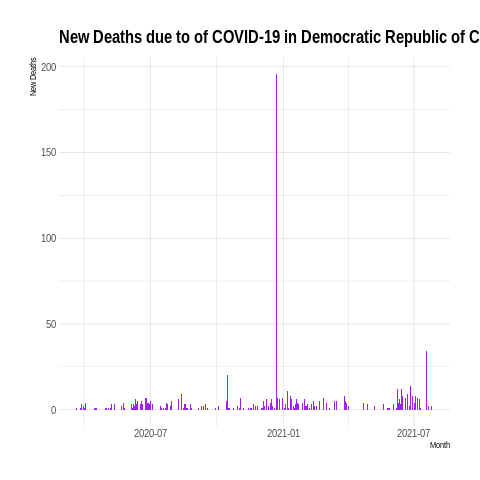 New Deaths due to of COVID-19 in Democratic Republic of C
New Deaths
200
150
100
50
0
2020-07
2021-01
2021-07
Month